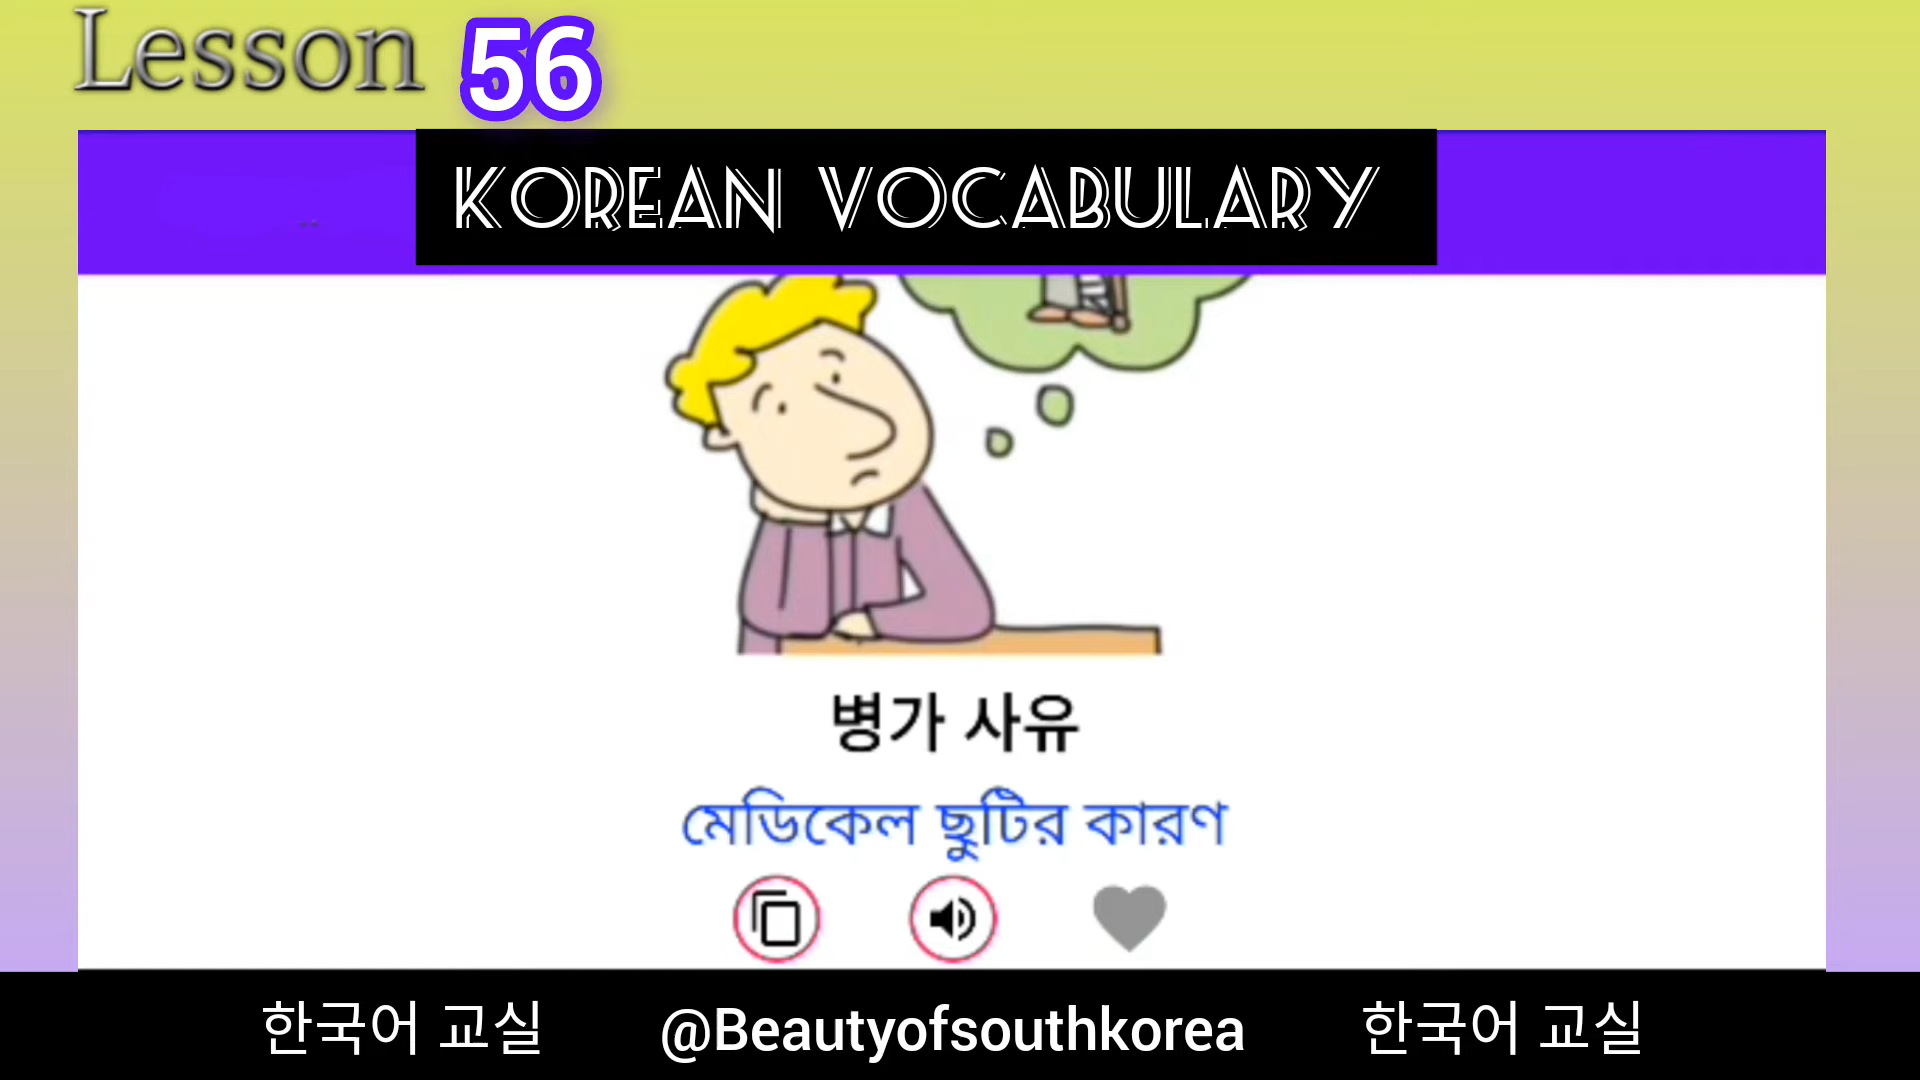 Lesson 56
KOREAN VOCABULARY
병가 사유
মেডিকেল ছুটির কারণ
한국어 교실 @Beautyofsouthkorea 한국어 교실